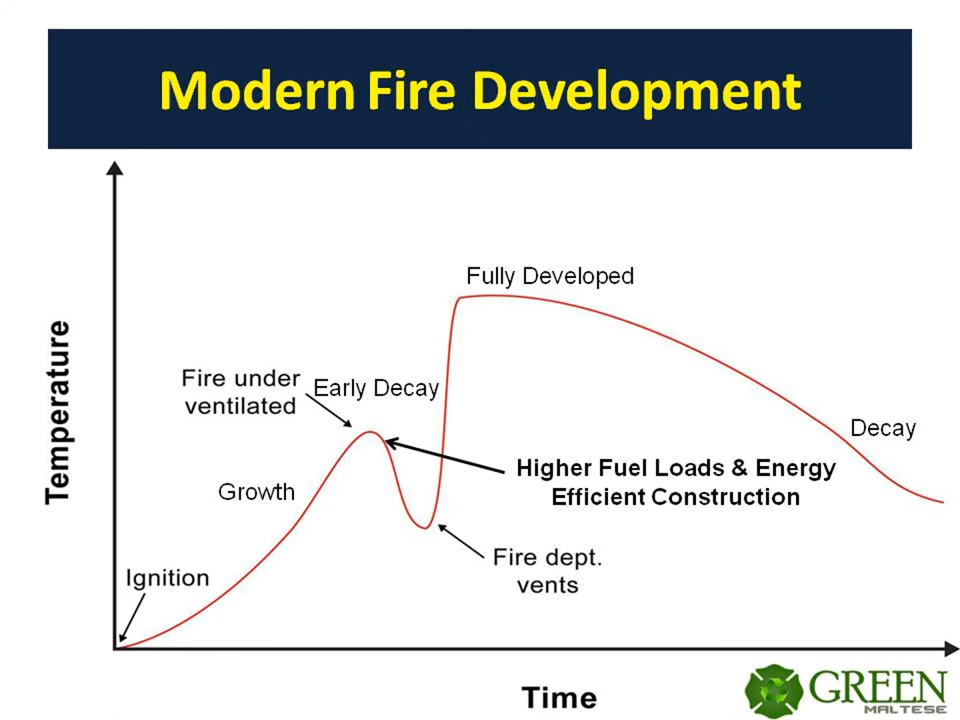 Modern Fire Development
Fully Developed
Fire under
ventilated
Early Decay
Decay
Higher Fuel Loads & Energy
Efficient Construction
Growth
Fire dept.
vents
Ignition
Temperature
Time
GREEN
MALTESE